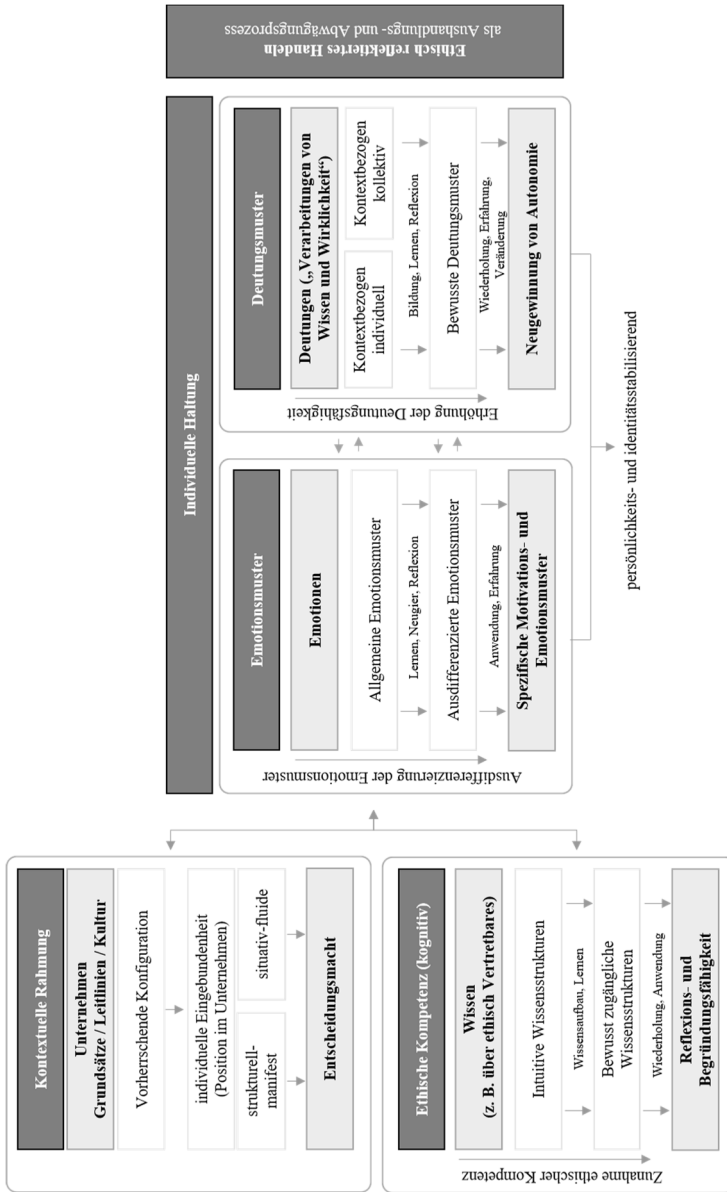 Kontextuelle Rahmung
Unternehmen
Grundsätze / Leitlinien / Kultur
Vorherrschende Konfiguration
individuelle Eingebundenheit
(Position im Unternehmen)
strukturell-
manifest
situativ-fluide
Entscheidungsmacht
Ethische Kompetenz (kognitiv)
Wissen
(z. B. über ethisch Vertretbares)
Intuitive Wissensstrukturen
Wissensaufbau, Lernen
Bewusst zugängliche
Wissensstrukturen
Wiederholung, Anwendung
Reflexions- und
Begründungsfähigkeit
Zunahme ethischer Kompetenz
Individuelle Haltung
Emotionsmuster
Emotionen
Allgemeine Emotionsmuster
Lernen, Neugier, Reflexion
Ausdifferenzierte Emotionsmuster
Anwendung, Erfahrung
Spezifische Motivations- und
Emotionsmuster
Ausdifferenzierung der Emotionsmuster
Deutungsmuster
Deutungen („Verarbeitungen von
Wissen und Wirklichkeit“)
Kontextbezogen
individuell
Kontextbezogen
kollektiv
Bildung, Lernen, Reflexion
Bewusste Deutungsmuster
Wiederholung, Erfahrung,
Veränderung
Neugewinnung von Autonomie
Erhöhung der Deutungsfähigkeit
persönlichkeits- und identitätsstabilisierend
Ethisch reflektiertes Handeln
als Aushandlungs- und Abwägungsprozess